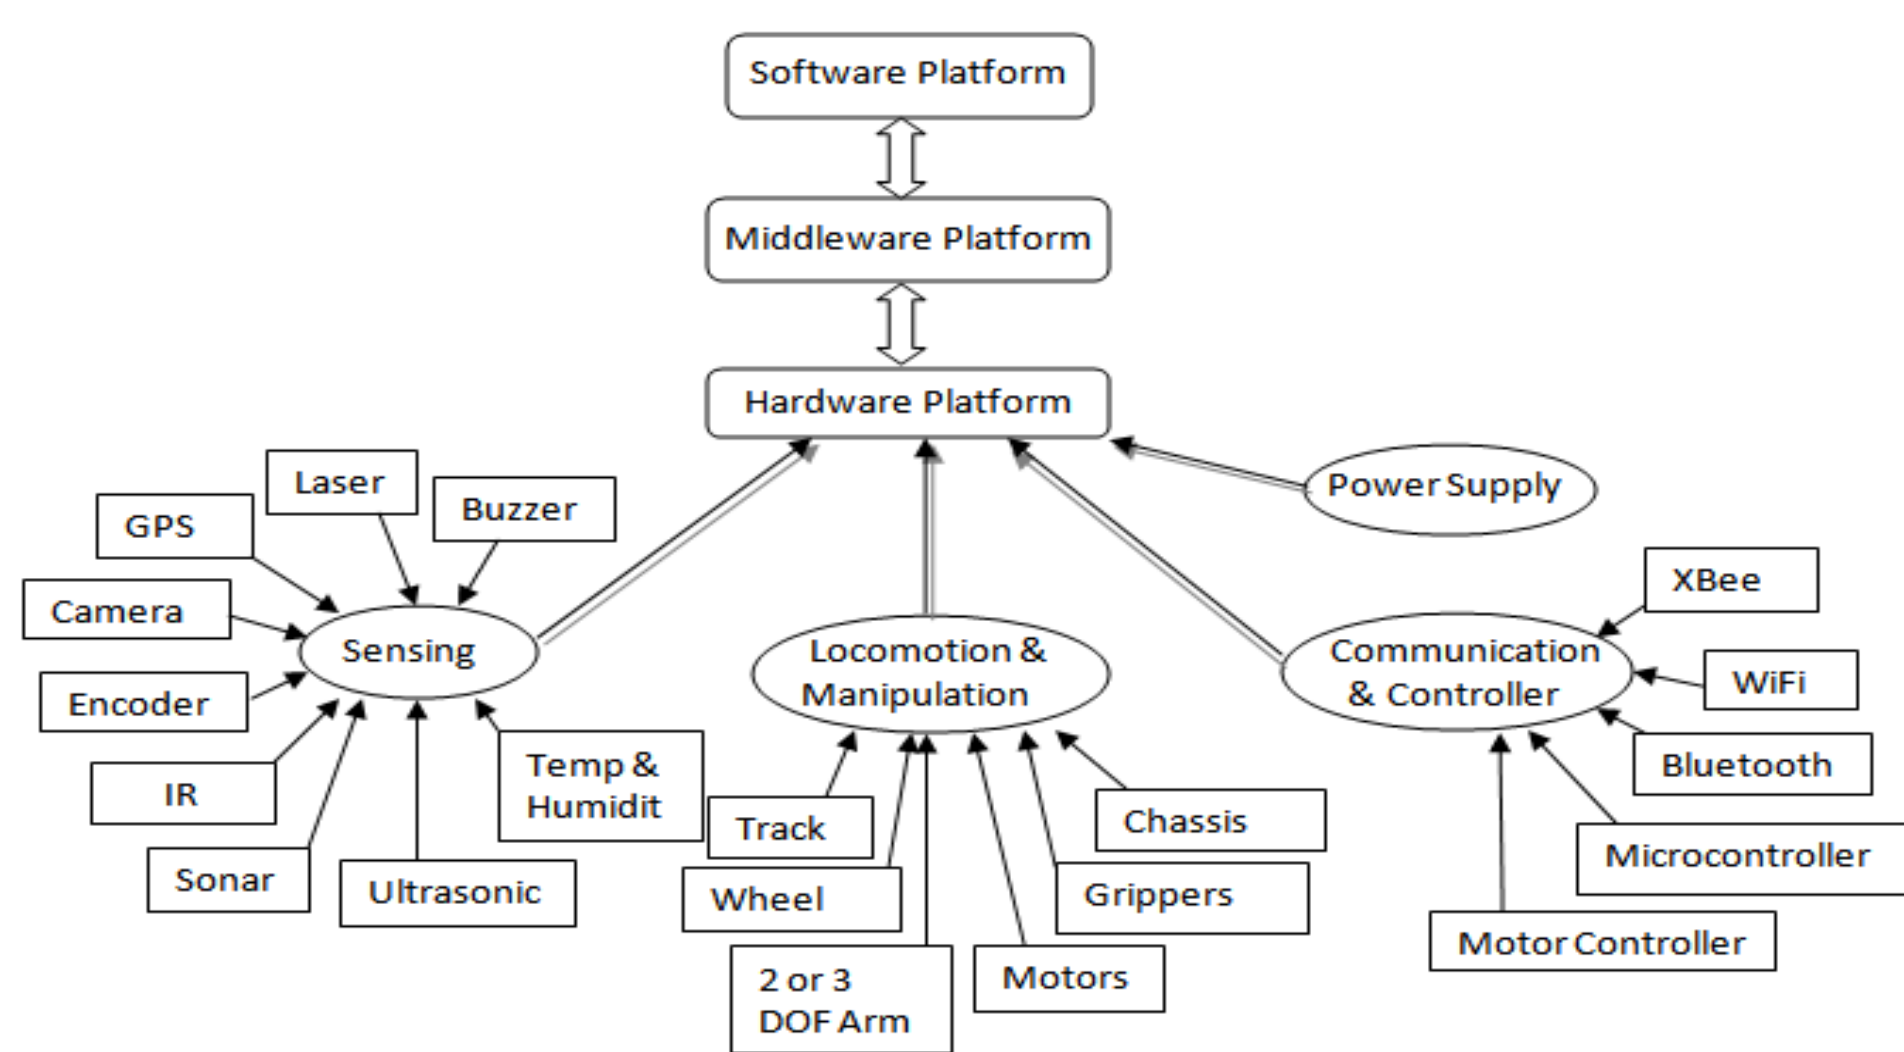 Software Platform
Middleware Platform
Hardware Platform
Laser
Buzzer
GPS
Power Supply
Camera
XBee
Sensing
Locomotion &
Manipulation
Communication
& Controller
WiFi
Encoder
Temp &
Humidit
IR
Bluetooth
Track
Chassis
Microcontroller
Sonar
Ultrasonic
Wheel
Grippers
Motor Controller
2 or 3
DOF Arm
Motors